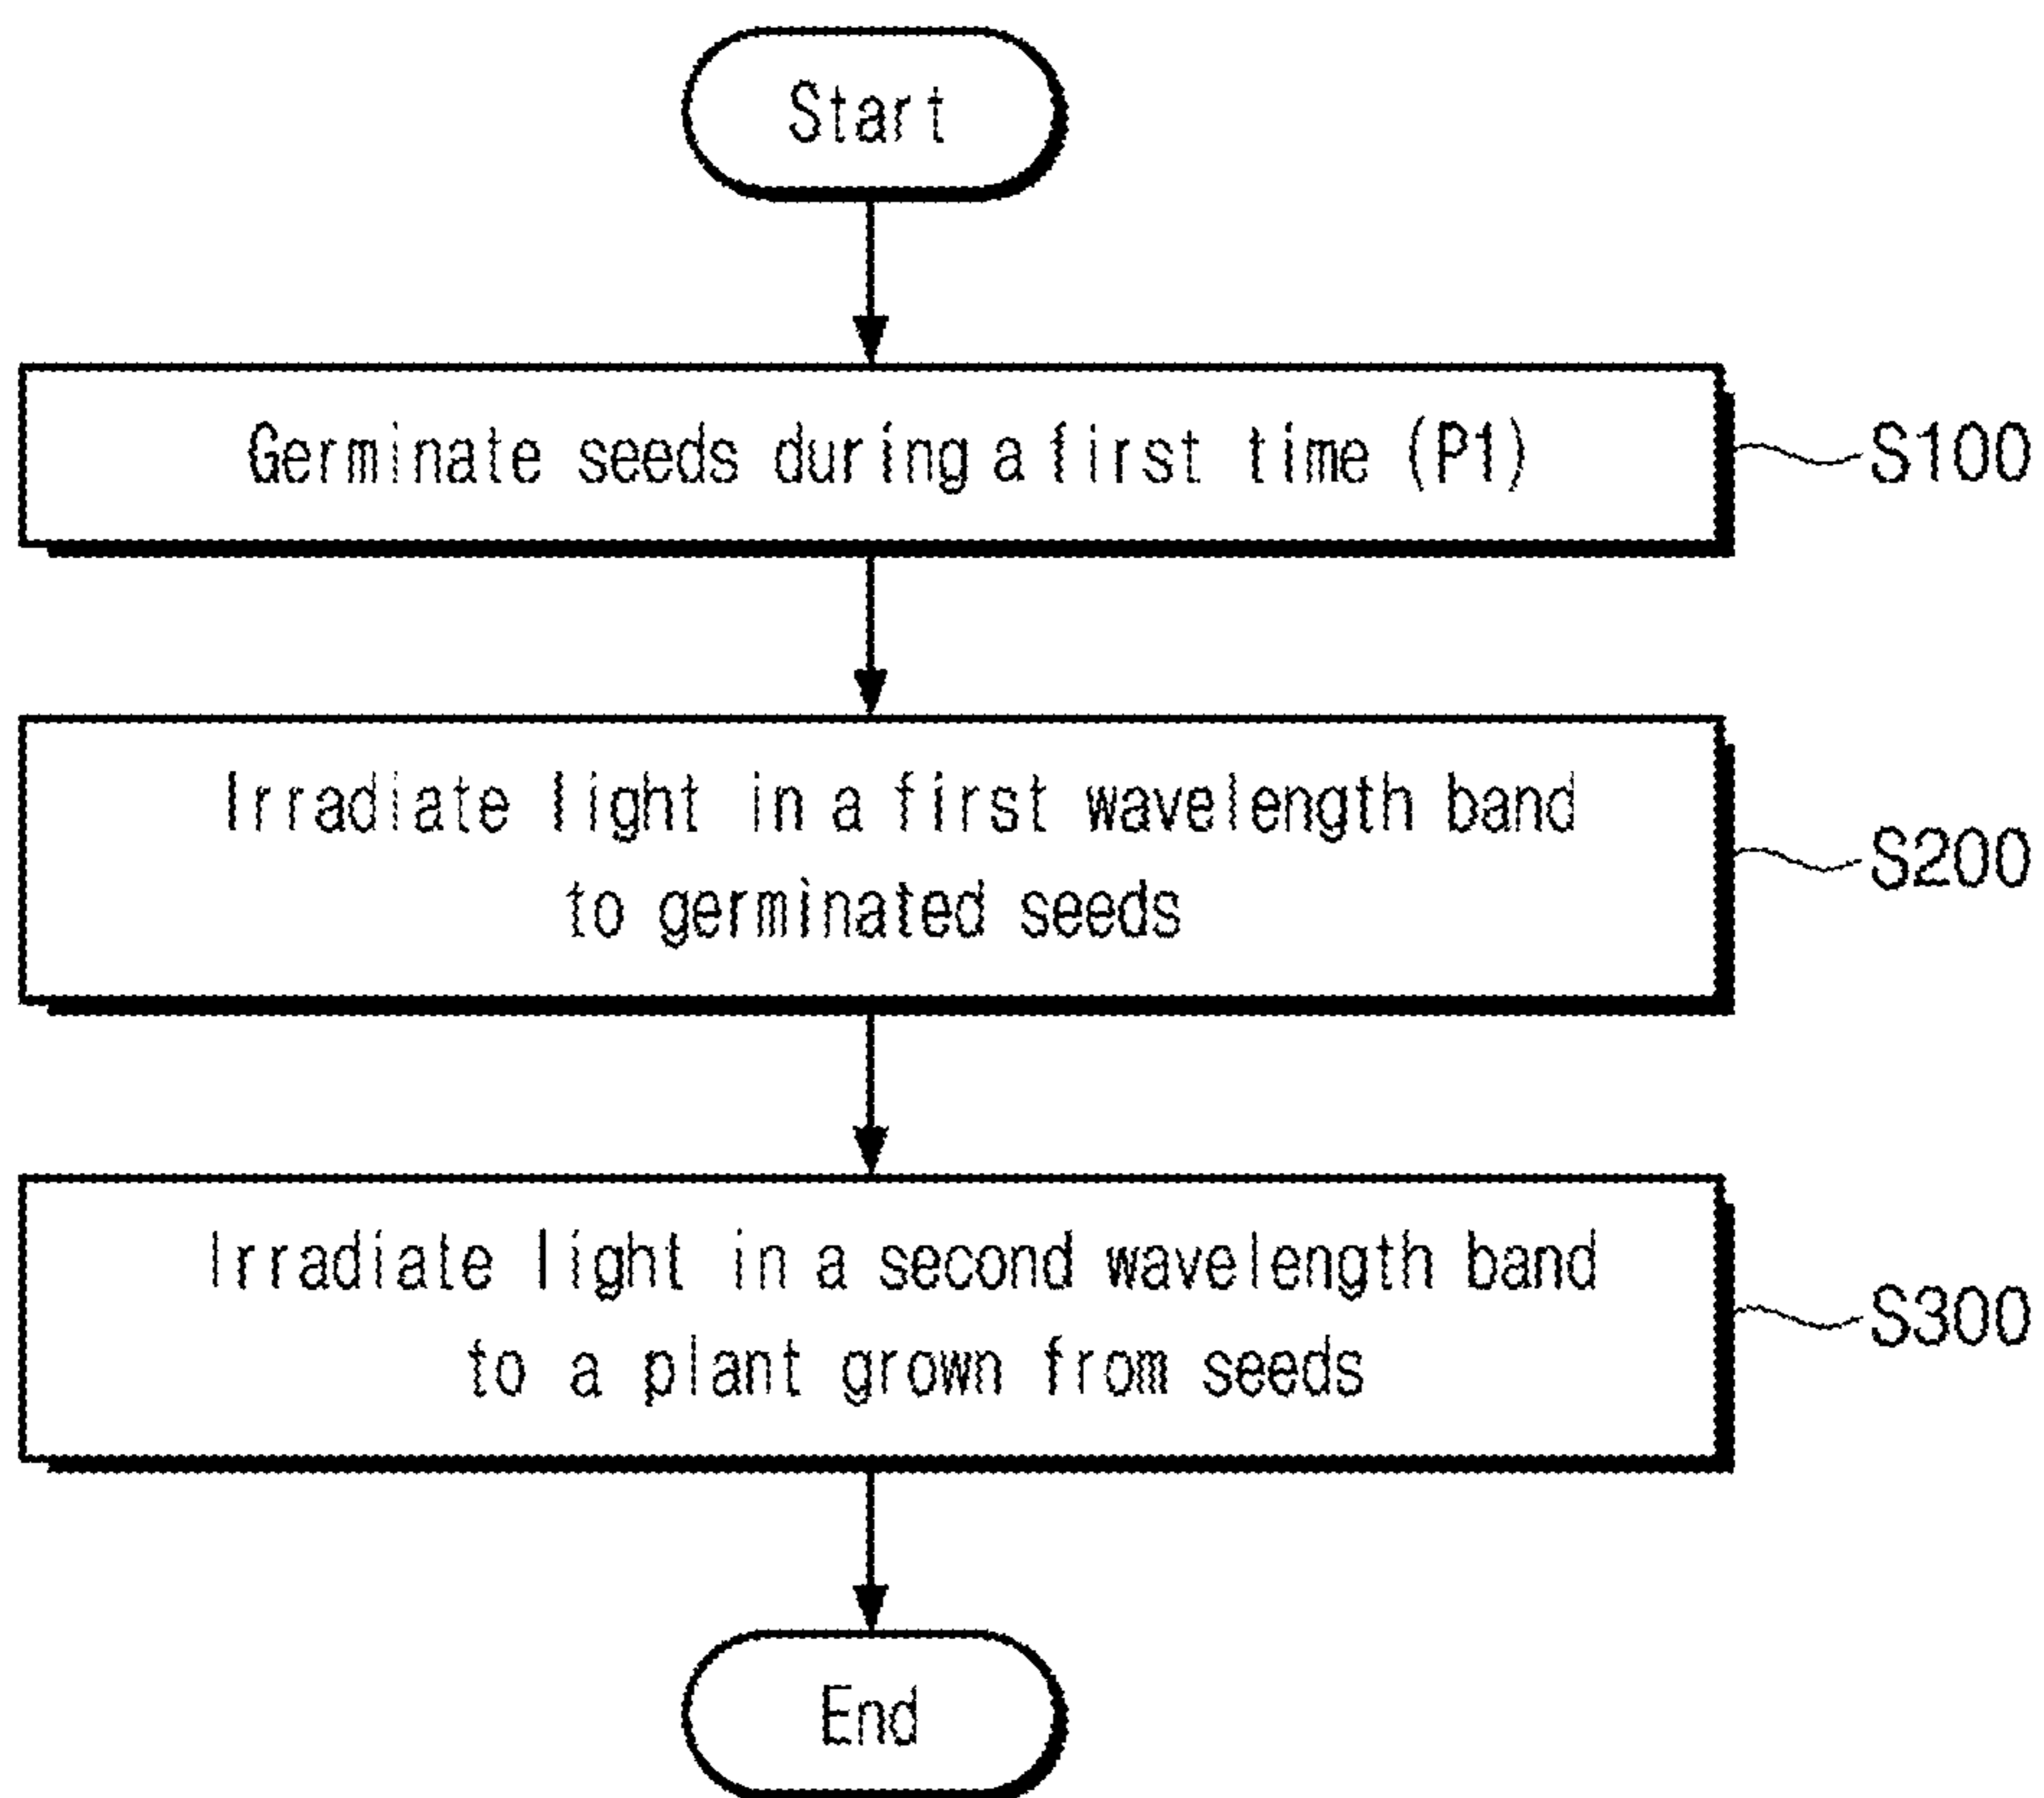 Start
Germinate seeds during a first time (P1)
S100
Irradiate light in a first wavelength band
to germinated seeds
S200
Irradiate light in a second wavelength band
to a plant grown from seeds
S300
End